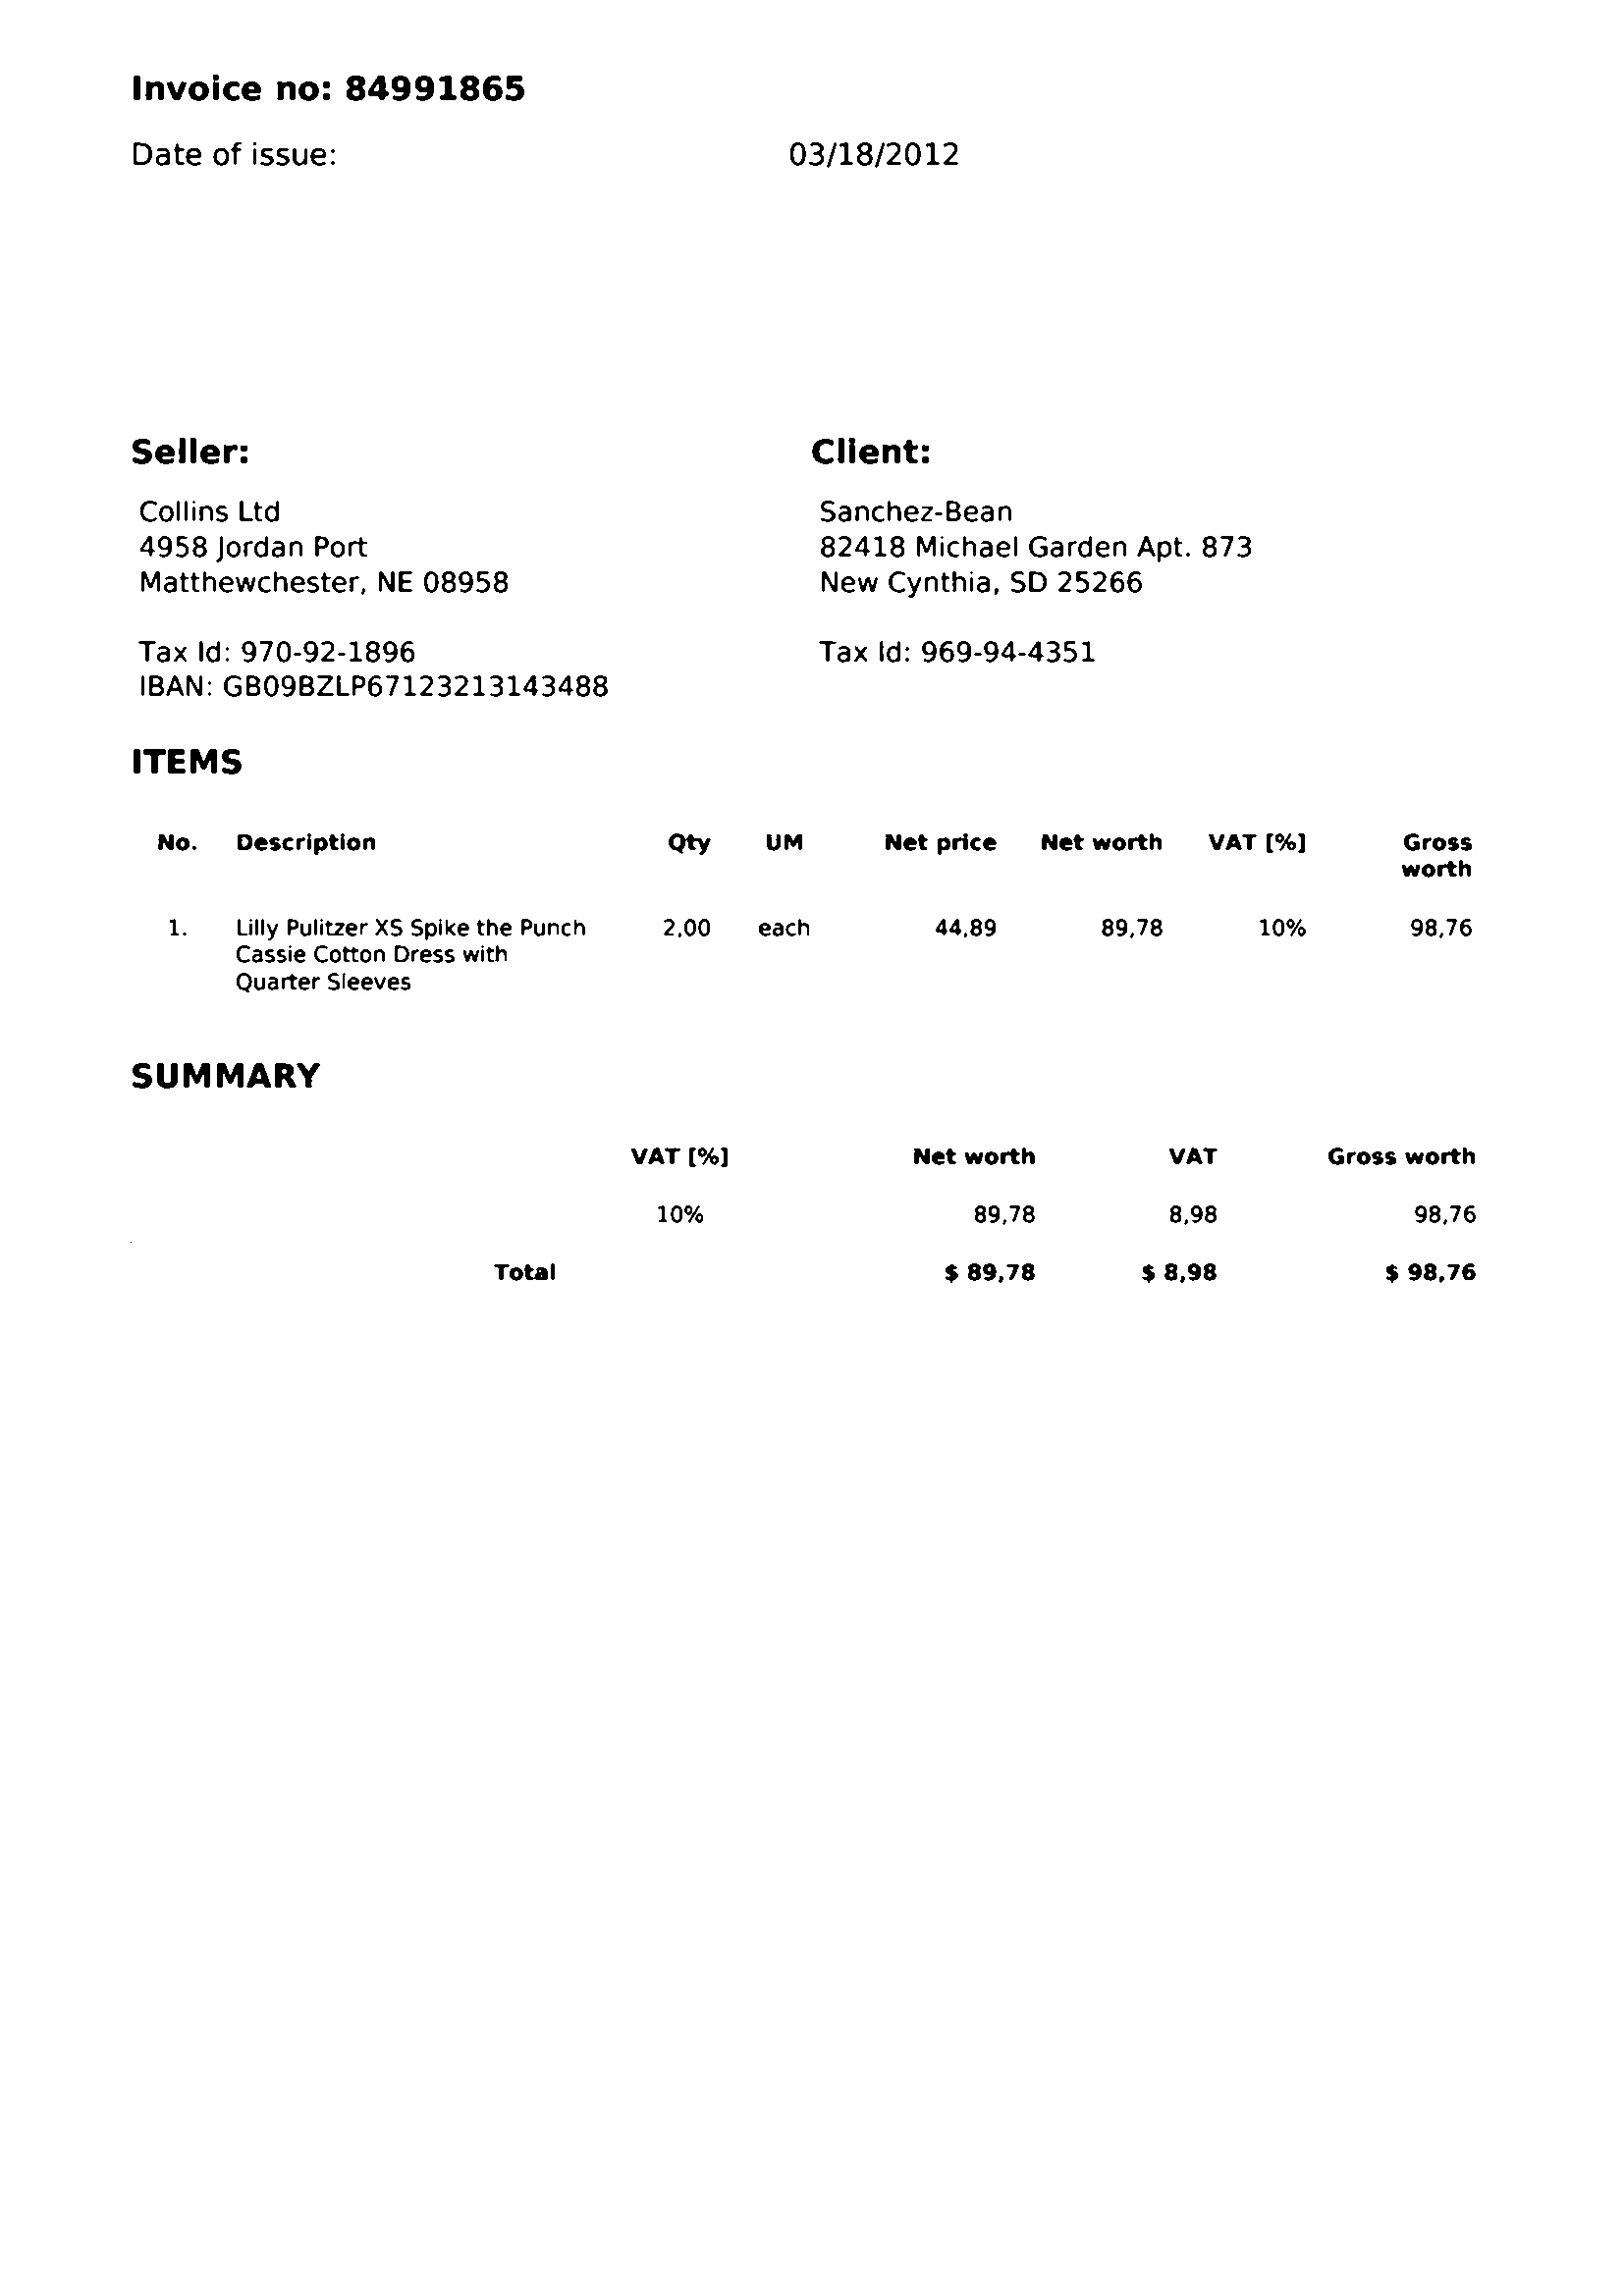 Invoice no: 84991865
Date of issue: 03/18/2012
Seller:
Collins Ltd
4958 Jordan Port
Matthewchester, NE 08958
Tax Id: 970-92-1896
IBAN: GB09BZLP67123213143488
Client:
Sanchez-Bean
82418 Michael Garden Apt. 873
New Cynthia, SD 25266
Tax Id: 969-94-4351
ITEMS
No. Description Qty UM Net price Net worth VAT [%] Gross
worth
1. Lilly Pulitzer XS Spike the Punch 2,00 each 44,89 89,78 10% 98,76
Cassie Cotton Dress with
Quarter Sleeves
SUMMARY
VAT [%] Net worth VAT Gross worth
10% 89,78 8,98 98,76
Total $ 89,78 $ 8,98 $ 98,76